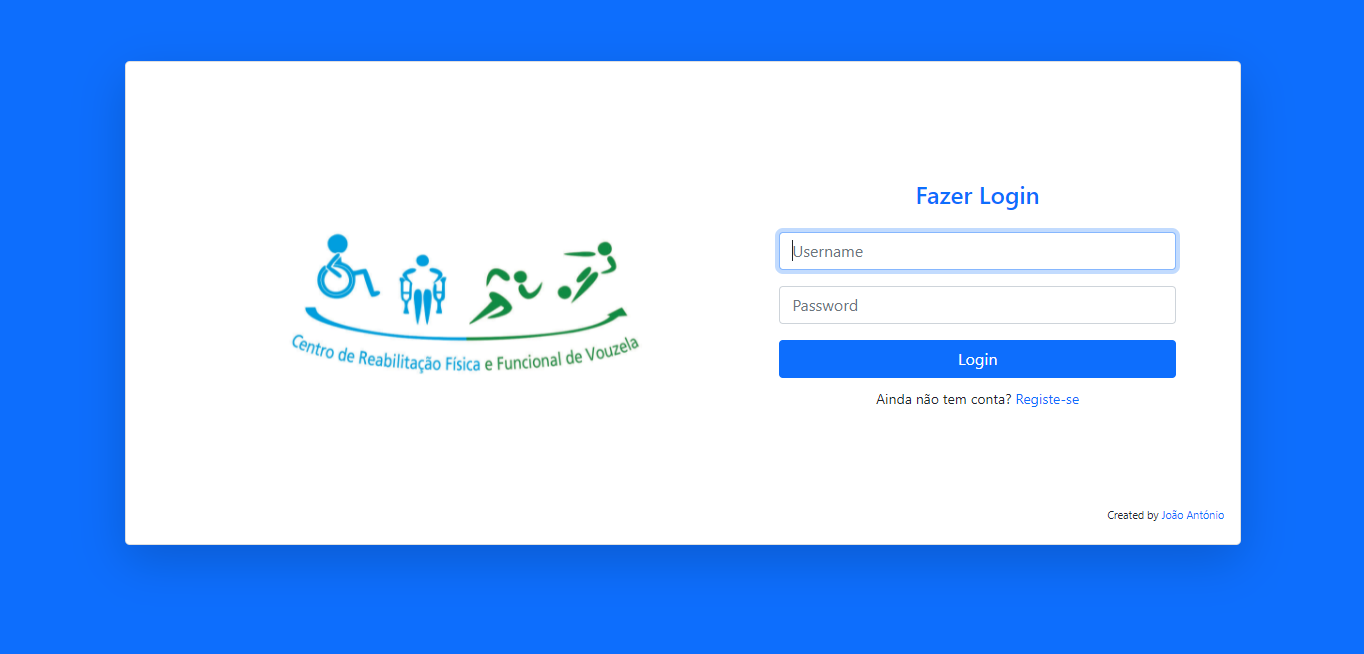 Centro de Reabilitação Física e Funcional de Vouzela
Fazer Login
Username
Password
Login
Ainda não tem conta? Registe-se
Created by João António